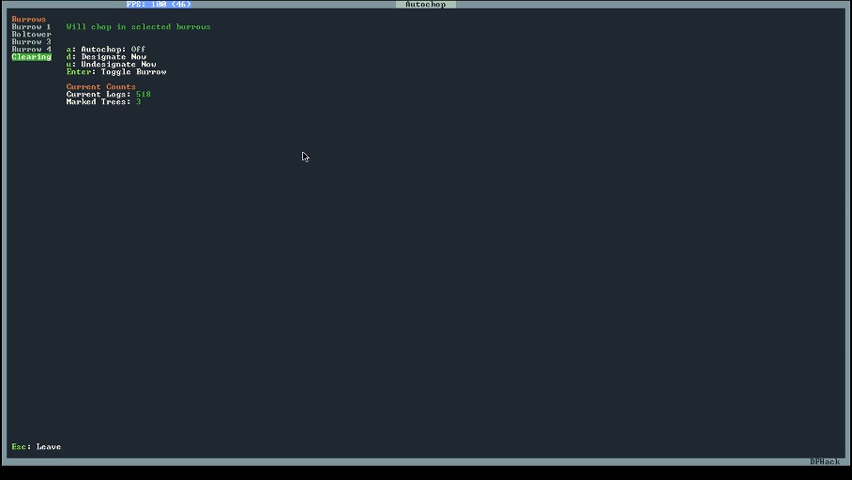 FPS: 100 (46)
Autochop
Burrows
Burrow 1 Will chop in selected burrows
Boltower
Burrow 3
Burrow 4 a: Autochop: Off
Clearing d: Designate Now
u: Undesignate Now
Enter: Toggle Burrow
Current Counts
Current Logs: 518
Marked Trees: 3
Esc: Leave
DFHack